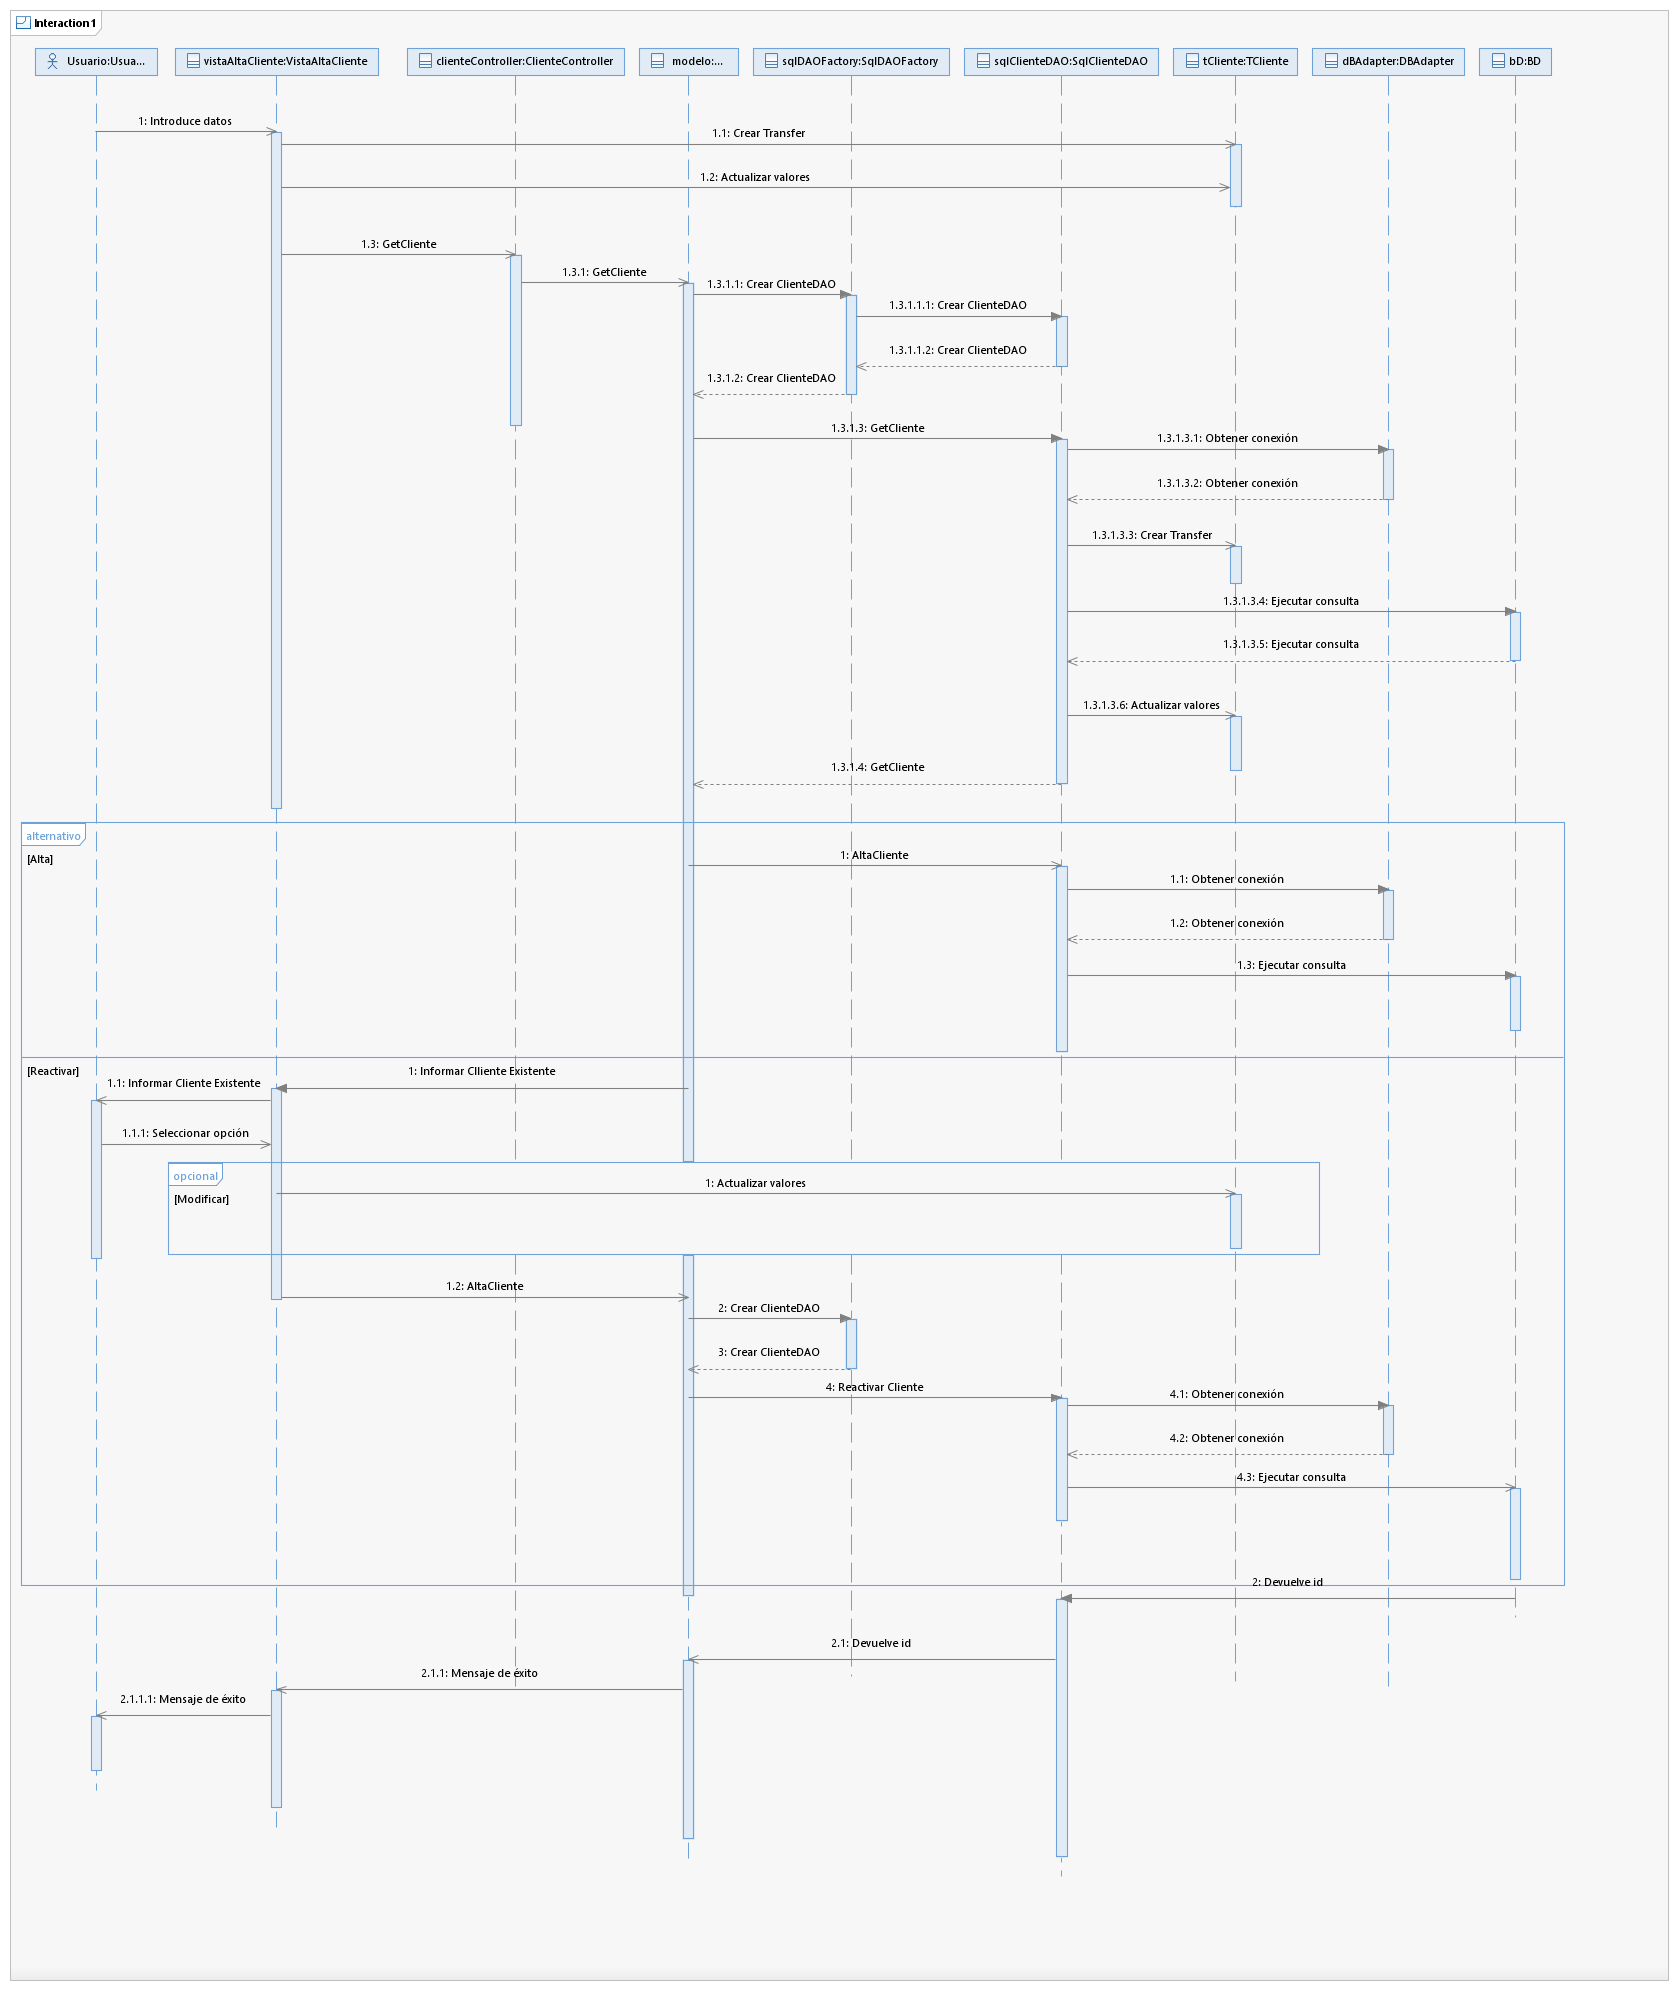 Interaction1
Usuario:Usua...
vistaAltaCliente:VistaAltaCliente
clienteController:ClienteController
modelo:...
sqlDAOFactory:SqlDAOFactory
sqlClienteDAO:SqlClienteDAO
tCliente:TCliente
dBAdapter:DBAdapter
bD:BD
1: Introduce datos
1.1: Crear Transfer
1.2: Actualizar valores
1.3: GetCliente
1.3.1: GetCliente
1.3.1.1: Crear ClienteDAO
1.3.1.1.1: Crear ClienteDAO
1.3.1.1.2: Crear ClienteDAO
1.3.1.2: Crear ClienteDAO
1.3.1.3: GetCliente
1.3.1.3.1: Obtener conexión
1.3.1.3.2: Obtener conexión
1.3.1.3.3: Crear Transfer
1.3.1.3.4: Ejecutar consulta
1.3.1.3.5: Ejecutar consulta
1.3.1.3.6: Actualizar valores
1.3.1.4: GetCliente
alternativo
[Alta]
1: AltaCliente
1.1: Obtener conexión
1.2: Obtener conexión
1.3: Ejecutar consulta
[Reactivar]
1: Informar Clliente Existente
1.1: Informar Cliente Existente
1.1.1: Seleccionar opción
opcional
[Modificar]
1: Actualizar valores
1.2: AltaCliente
2: Crear ClienteDAO
3: Crear ClienteDAO
4: Reactivar Cliente
4.1: Obtener conexión
4.2: Obtener conexión
4.3: Ejecutar consulta
2: Devuelve id
2.1: Devuelve id
2.1.1: Mensaje de éxito
2.1.1.1: Mensaje de éxito